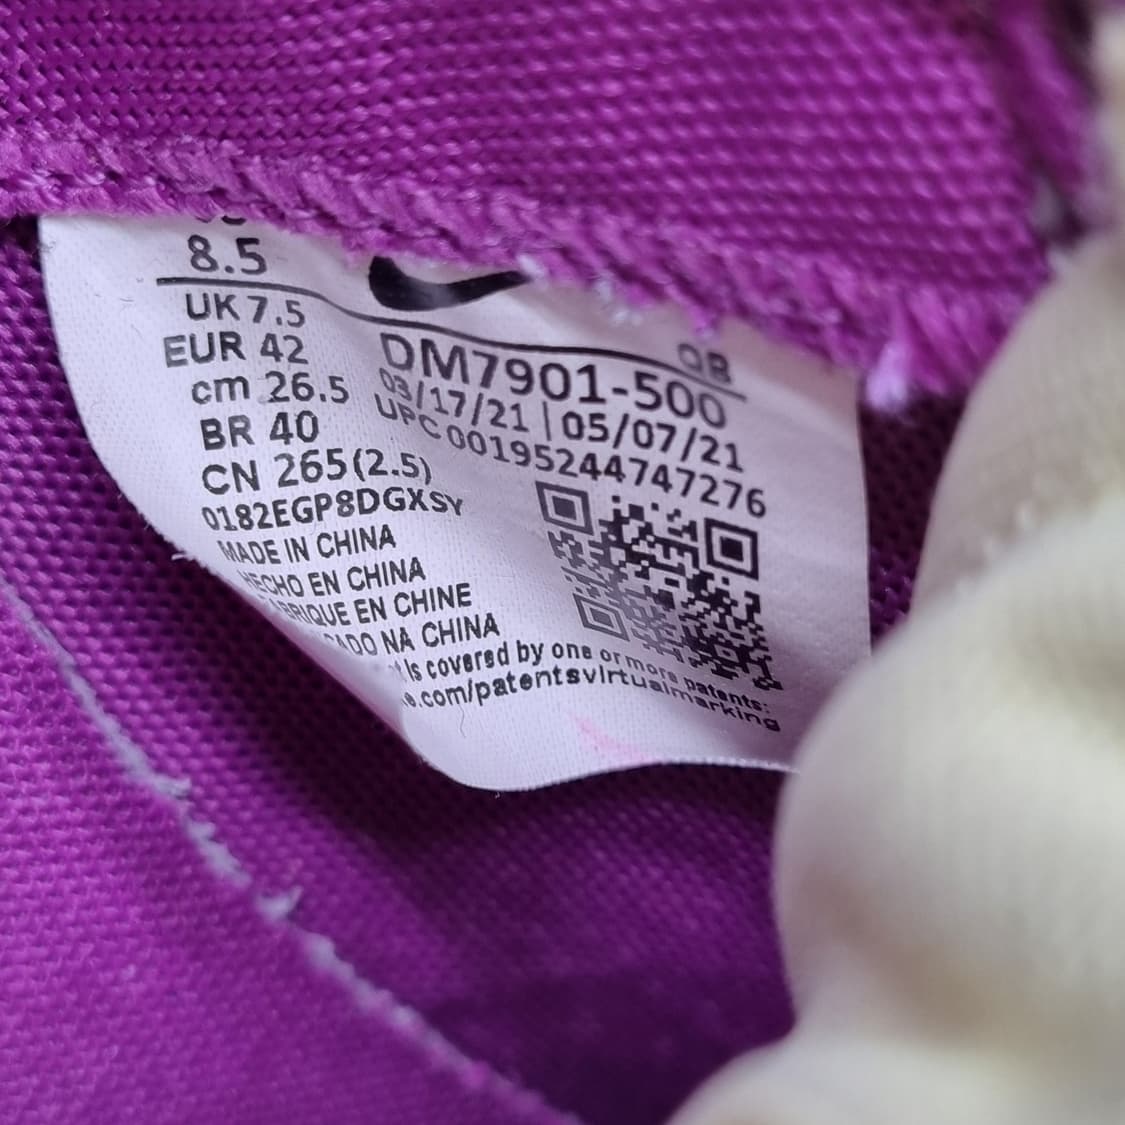 8.5
UK 7.5
EUR 42
cm 26.5
BR 40
CN 265(2.5)
0182EGP8DGXSY
MADE IN CHINA
HECHO EN CHINA
FABRIQUE EN CHINE
NA CHINA
is covered by one or more patents:
.com/patentsvirtualmarking
QB
DM7901-500
03/17/21 | 05/07/21
UPC 00195244747276